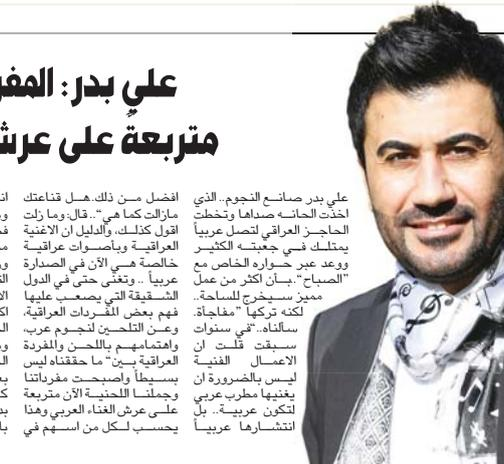 علي بدر: المفر
متربعةً على عرش
علي بدر صانع النجوم.. الذي
اخذت الحانه صداها وتخطت
الحاجز العراقي لتصل عربياً
يمتلك في جعبته الكثير
ووعد عبر حواره الخاص مع
"الصباح".. بأن اكثر من عمل
مميز سيخرج للساحة..
لكنه تركها "مفاجأة.
سألناه.."في سنوات
سبقت قلت ان
الاعمال الفنية
ليس بالضرورة ان
يغنيها مطرب عربي
لتكون عربية.. بل
انتشارها عربياً
افضل من ذلك.هل قناعتك
مازالت كما هي".. قال: وما زلت
اقول كذلك، والدليل ان الاغنية
العراقية وبأصوات عراقية
خالصة هي الآن في الصدارة
عربياً .. وتغنى حتى في الدول
الشقيقة التي يصعب عليها
فهم بعض المفردات العراقية،
وعن التلحين لنجوم عرب،
واهتمامهم باللحن والمفردة
العراقية بين" ما حققناه ليس
بسيطاً واصبحت مفرداتنا
وجملنا اللحنية الآن متربعة
على عرش الغناء العربي وهذا
يحسب لكل من اسهم في